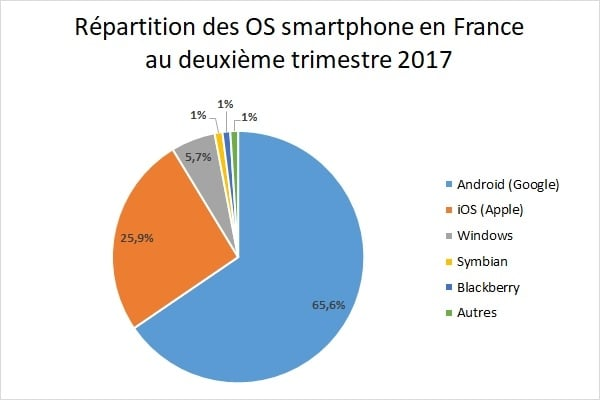 Répartition des OS smartphone en France
au deuxième trimestre 2017
1%
1%
1%
5,7%
25,9%
65,6%
Android (Google)
iOS (Apple)
Windows
Symbian
Blackberry
Autres